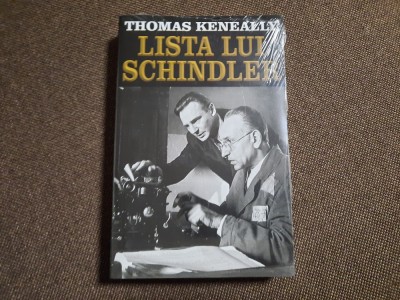 THOMAS KENEALLY
LISTA LUI
SCHINDLER